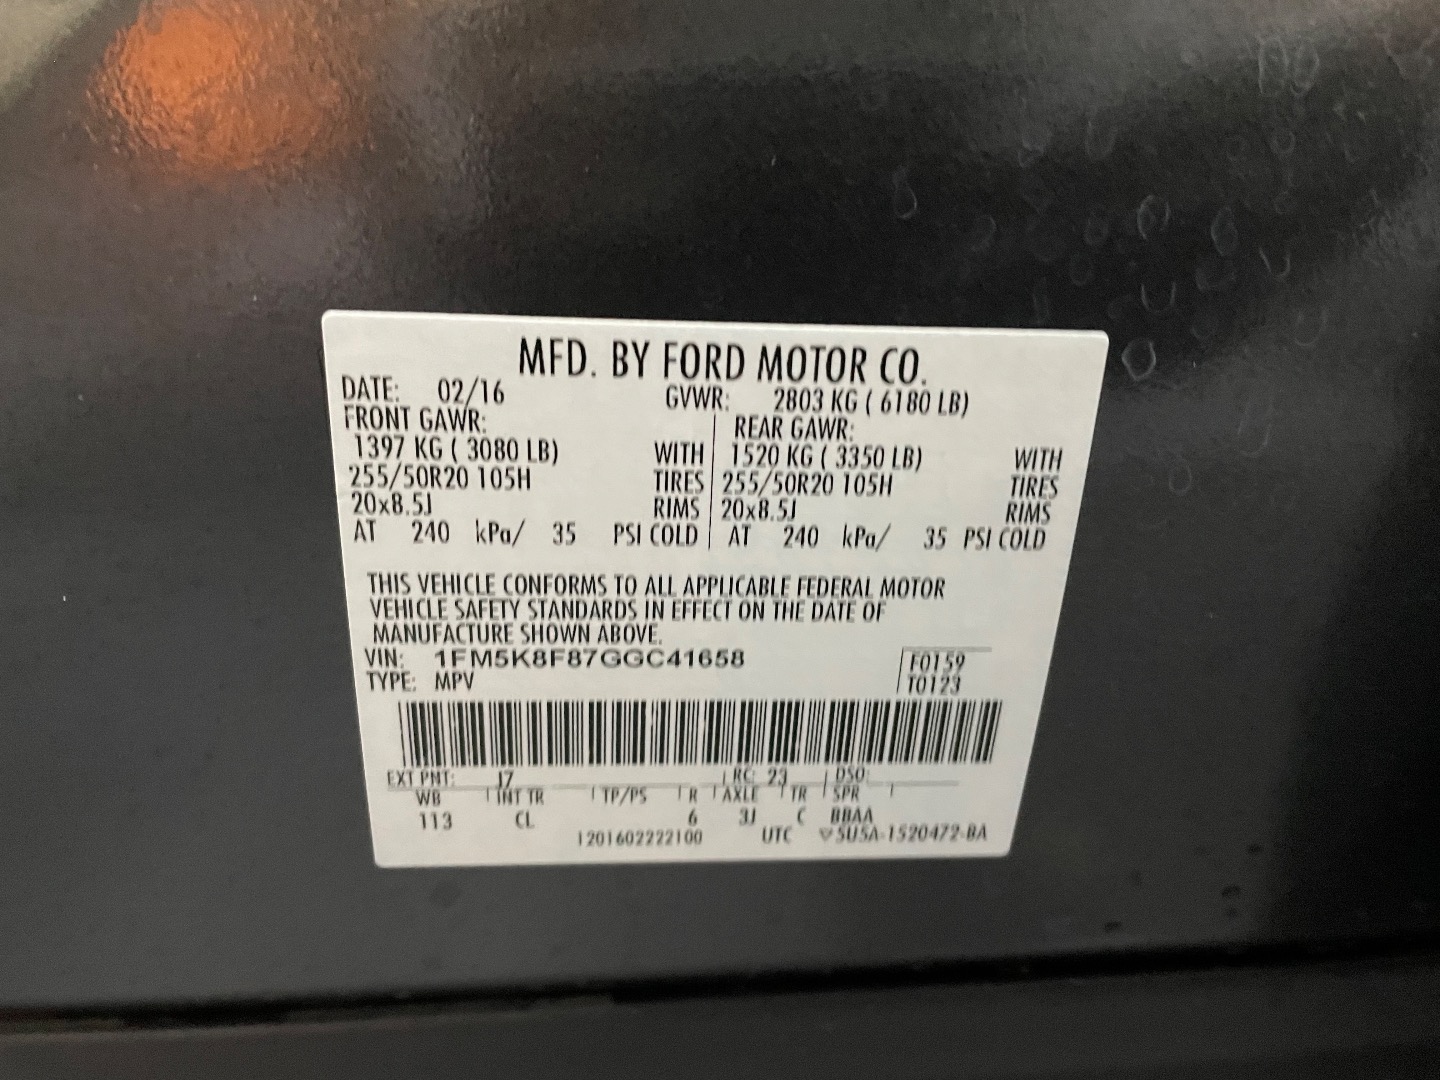 MFD. BY FORD MOTOR CO.
DATE: 02/16 GVWR: 2803 KG ( 6180 LB)
FRONT GAWR: REAR GAWR:
1397 KG ( 3080 LB) WITH 1520 KG ( 3350 LB) WITH
255/50R20 105H TIRES 255/50R20 105H TIRES
20x8.5J RIMS 20x8.5J RIMS
AT 240 kPa/ 35 PSI COLD AT 240 kPa/ 35 PSI COLD
THIS VEHICLE CONFORMS TO ALL APPLICABLE FEDERAL MOTOR
VEHICLE SAFETY STANDARDS IN EFFECT ON THE DATE OF
MANUFACTURE SHOWN ABOVE.
VIN: 1FM5K8F87GGC41658 F0159
TYPE: MPV T0123
EXT PNT: J7 RC: 23 DSO:
WB INT TR TP/PS R AXLE TR SPR
113 CL 6 3J C BBAA
1201602222100 UTC ▽5U5A-1520472-BA